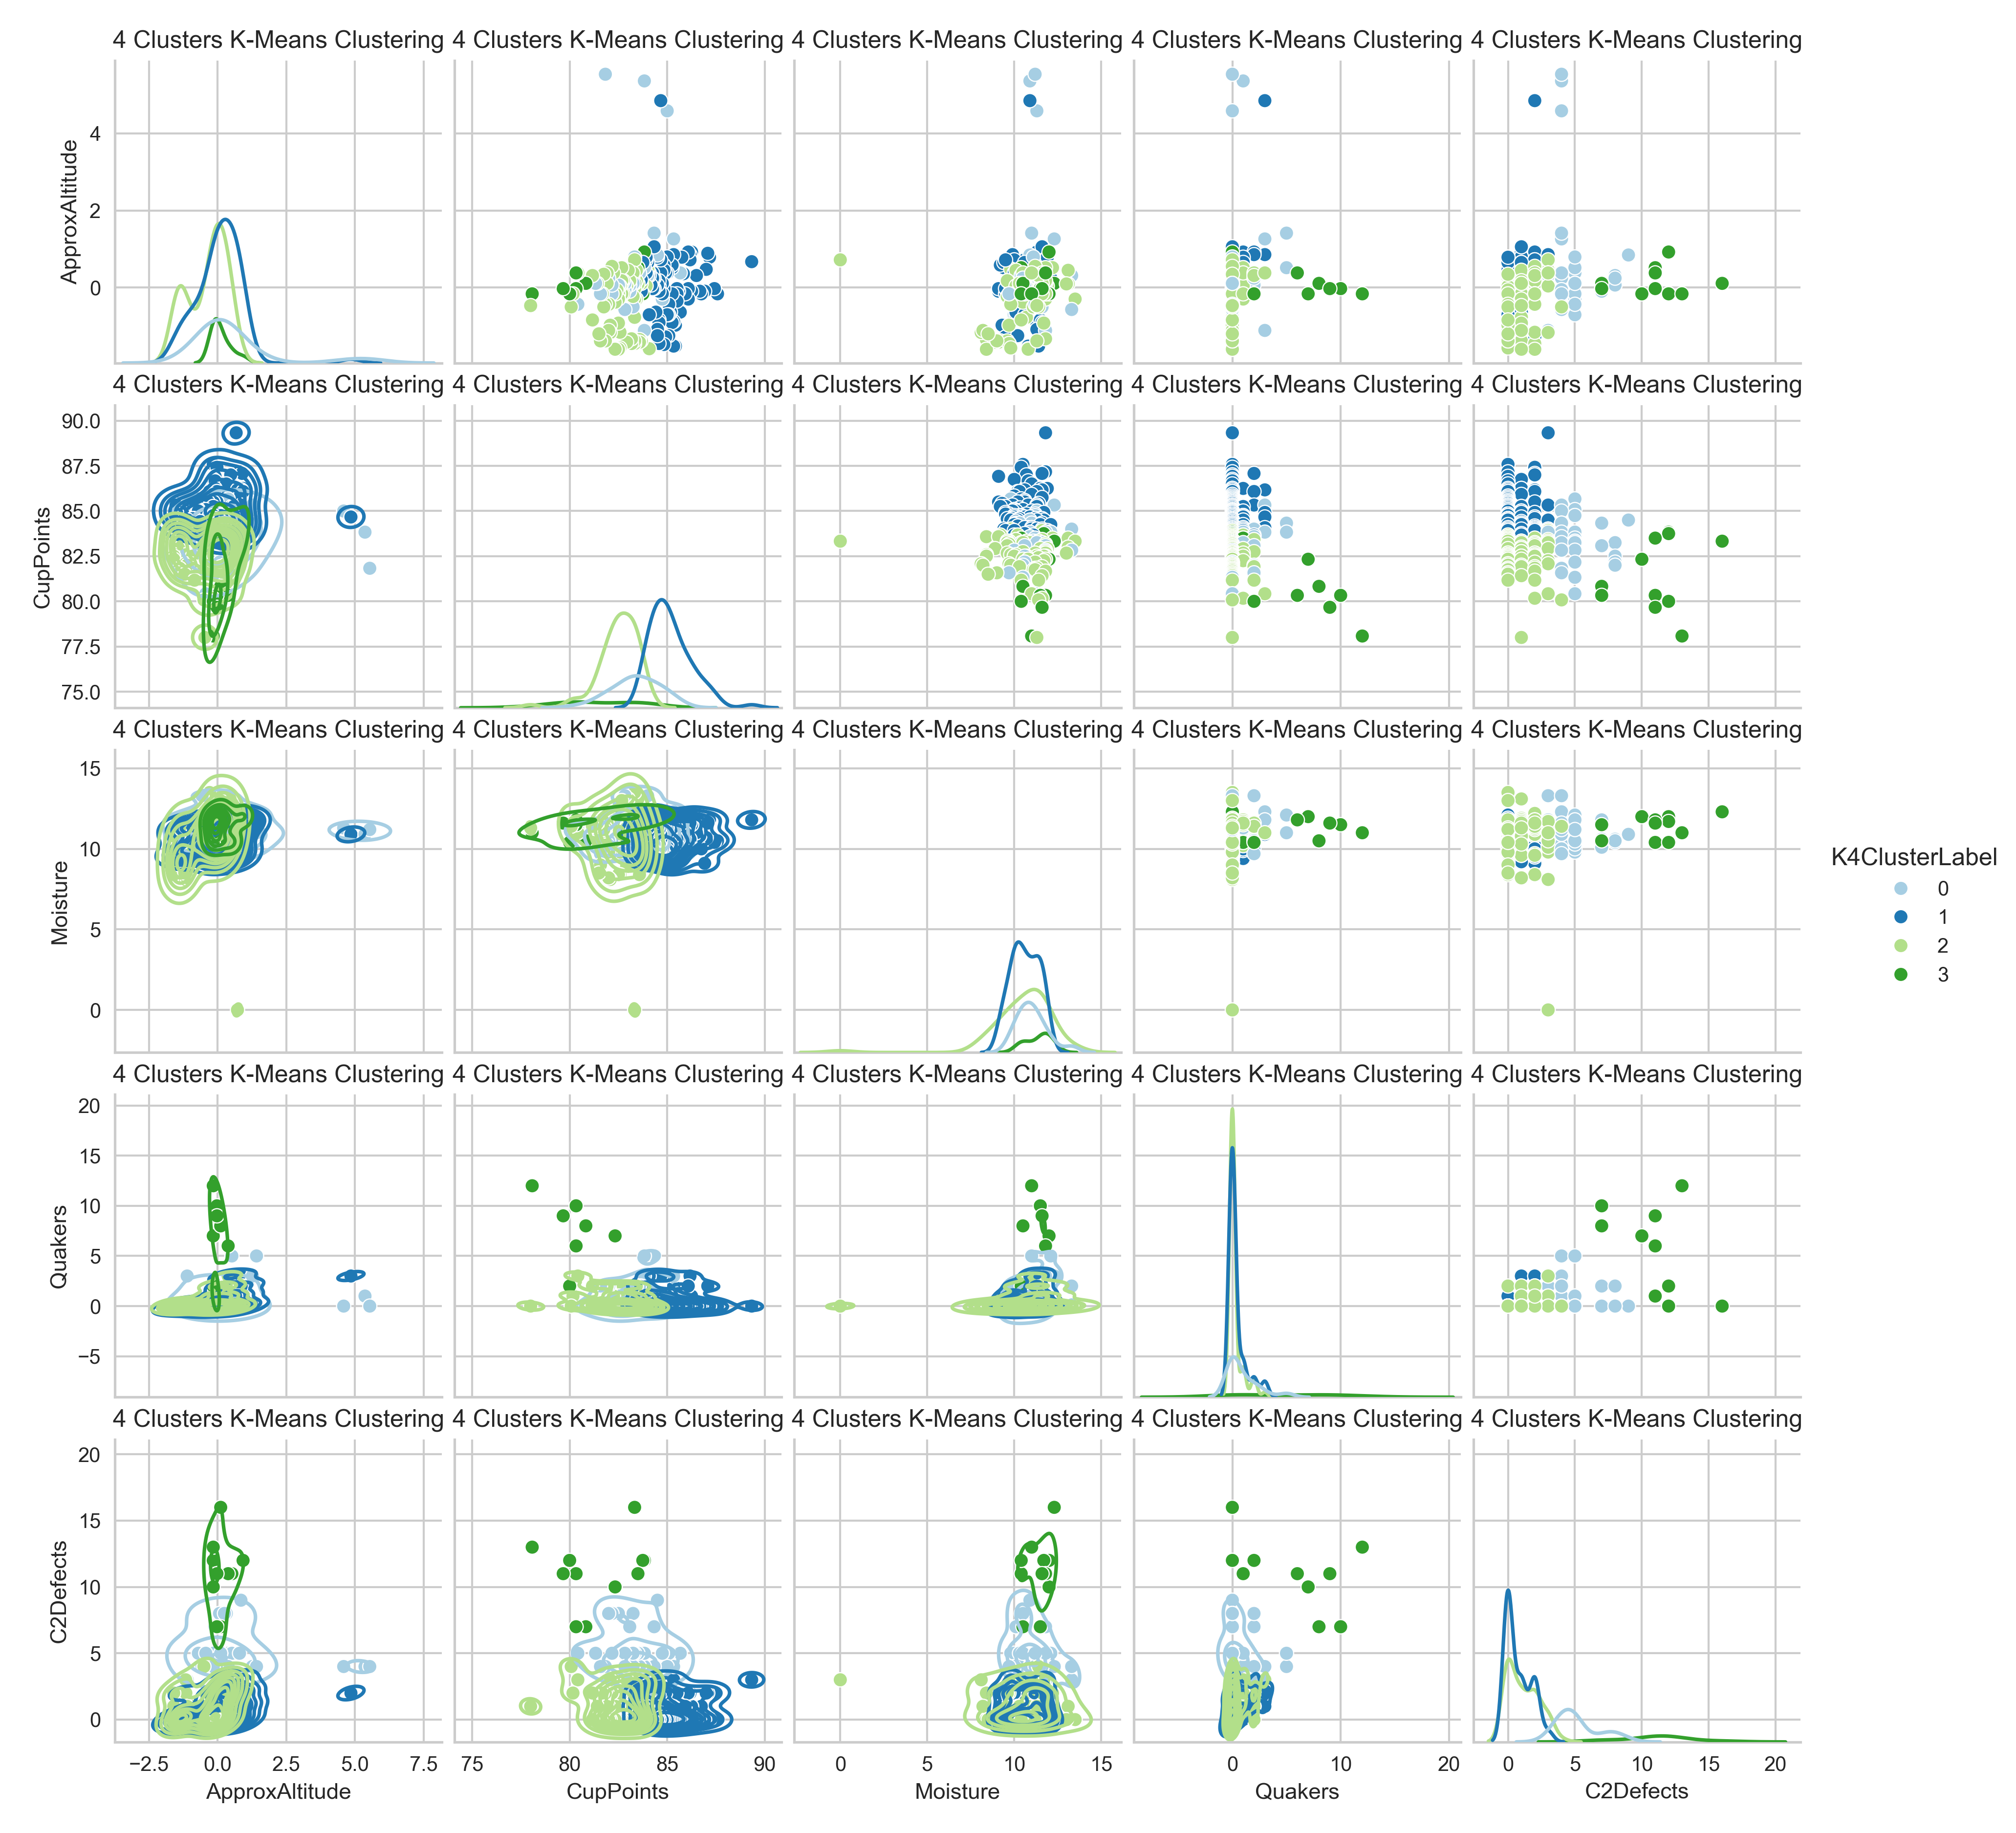 4 Clusters K-Means Clustering 4 Clusters K-Means Clustering 4 Clusters K-Means Clustering 4 Clusters K-Means Clustering 4 Clusters K-Means Clustering
4
2
0
ApproxAltitude
4 Clusters K-Means Clustering 4 Clusters K-Means Clustering 4 Clusters K-Means Clustering 4 Clusters K-Means Clustering 4 Clusters K-Means Clustering
90.0
87.5
85.0
82.5
80.0
77.5
75.0
CupPoints
4 Clusters K-Means Clustering 4 Clusters K-Means Clustering 4 Clusters K-Means Clustering 4 Clusters K-Means Clustering 4 Clusters K-Means Clustering
15
10
5
0
Moisture
K4ClusterLabel
0
1
2
3
4 Clusters K-Means Clustering 4 Clusters K-Means Clustering 4 Clusters K-Means Clustering 4 Clusters K-Means Clustering 4 Clusters K-Means Clustering
20
15
10
5
0
−5
Quakers
4 Clusters K-Means Clustering 4 Clusters K-Means Clustering 4 Clusters K-Means Clustering 4 Clusters K-Means Clustering 4 Clusters K-Means Clustering
20
15
10
5
0
C2Defects
−2.5 0.0 2.5 5.0 7.5 75 80 85 90 0 5 10 15 0 10 20 0 5 10 15 20
ApproxAltitude CupPoints Moisture Quakers C2Defects